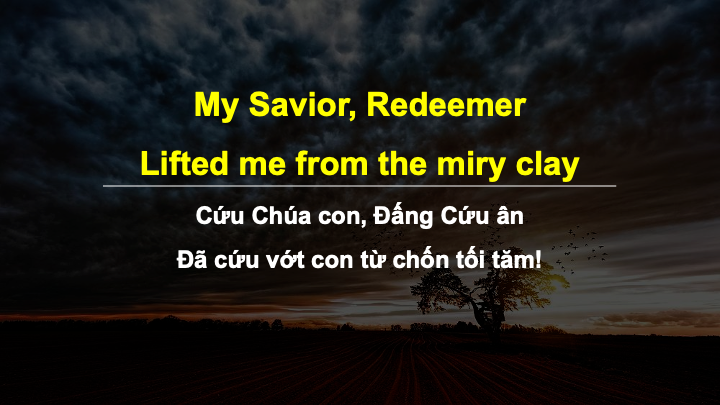 My Savior, Redeemer
Lifted me from the miry clay
Cứu Chúa con, Đấng Cứu ân
Đã cứu vớt con từ chốn tối tăm!